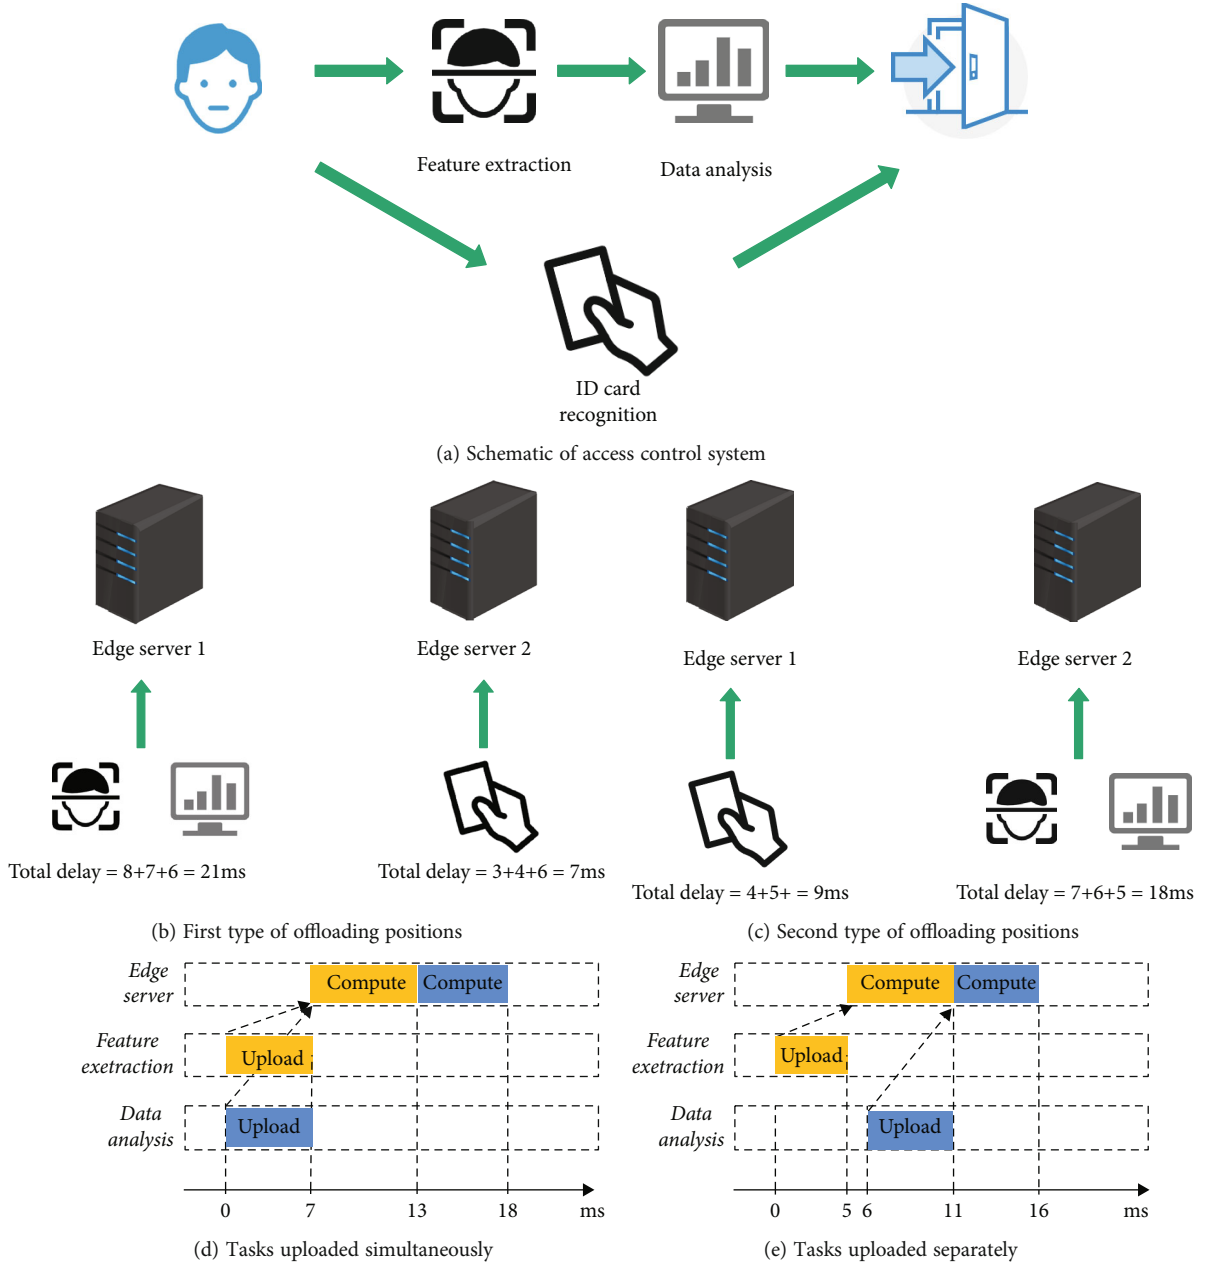 Feature extraction
Data analysis
ID card
recognition
(a) Schematic of access control system
Edge server 1
Edge server 2
Edge server 1
Edge server 2
Total delay = 8+7+6 = 21ms
Total delay = 3+4+6 = 7ms
Total delay = 4+5+ = 9ms
Total delay = 7+6+5 = 18ms
(b) First type of offloading positions
(c) Second type of offloading positions
Edge
server
Compute
Compute
Feature
exetraction
Upload
Data
analysis
Upload
0
7
13
18
ms
(d) Tasks uploaded simultaneously
Edge
server
Compute
Compute
Feature
exetraction
Upload
Data
analysis
Upload
0
5
6
11
16
ms
(e) Tasks uploaded separately